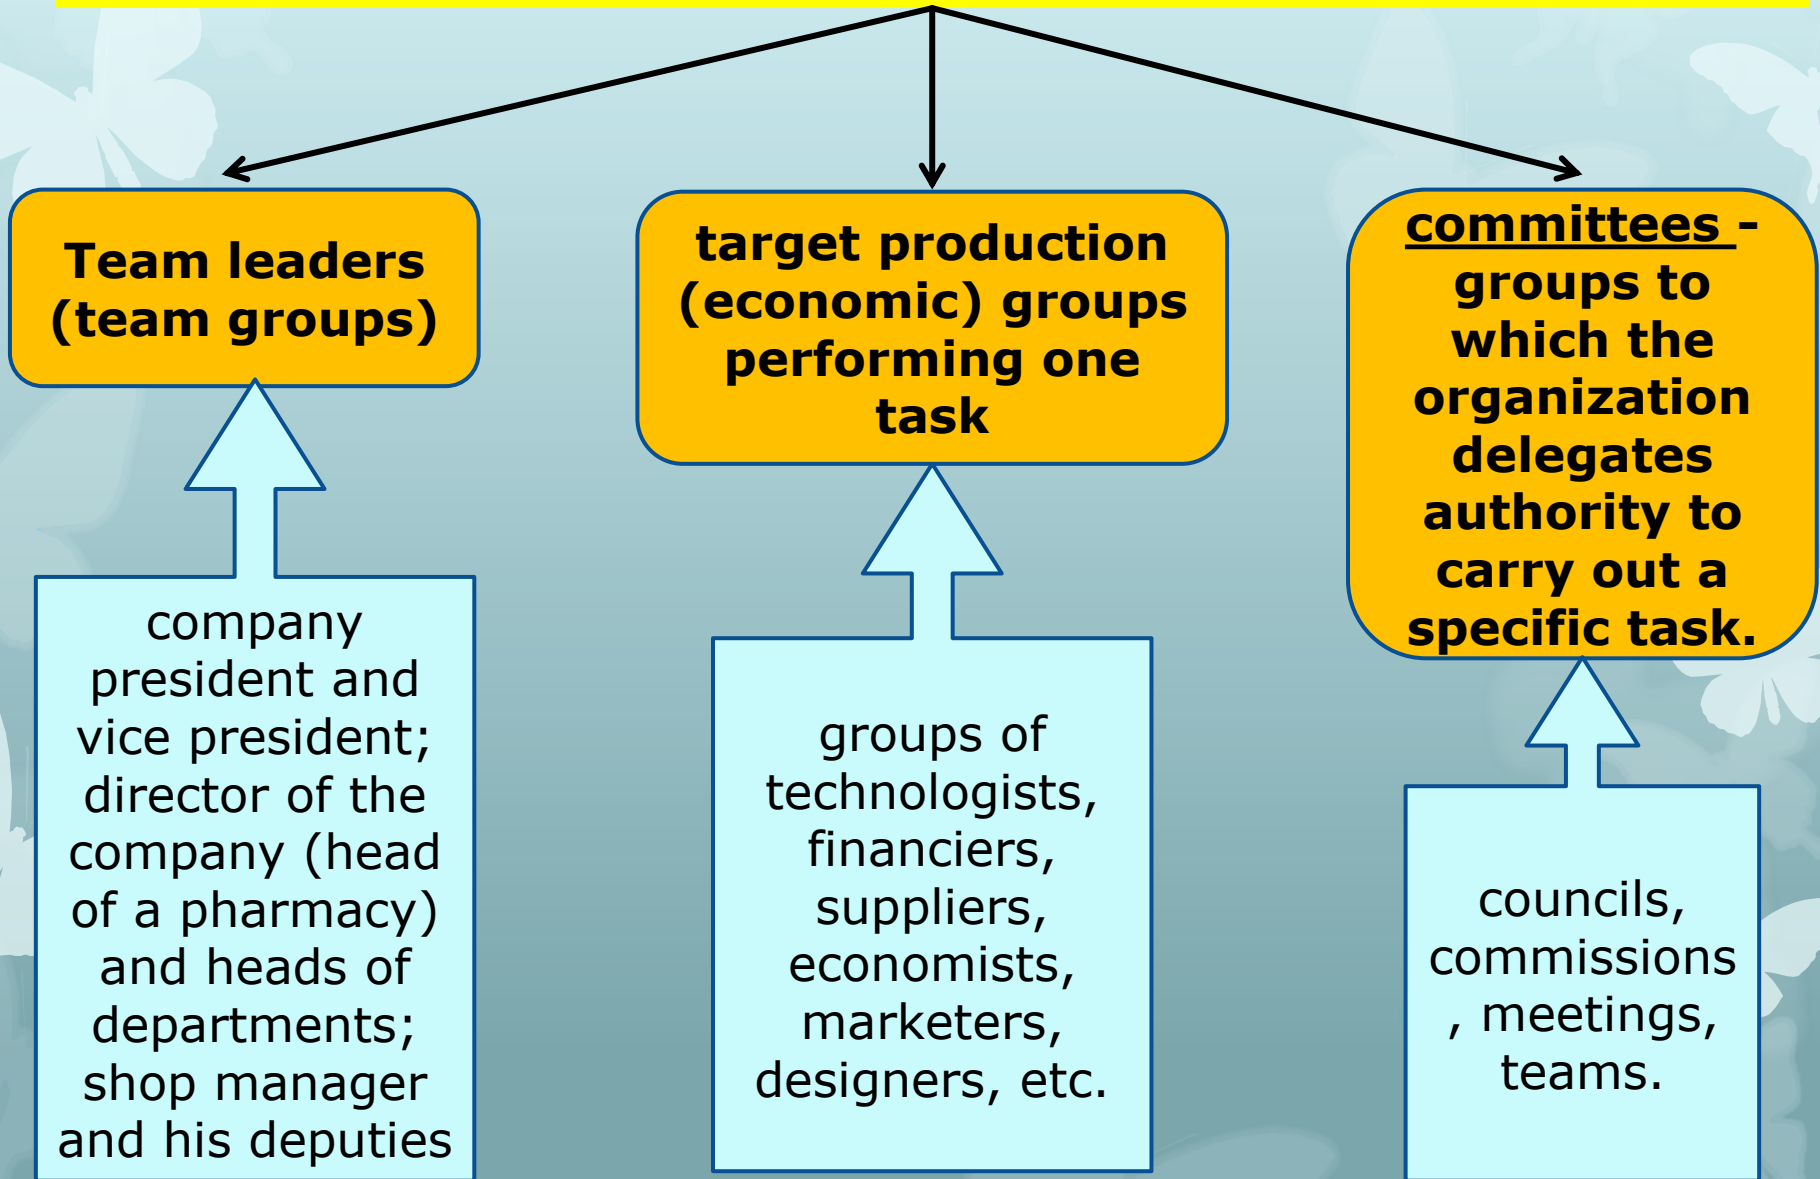 Team leaders
(team groups)
company
president and
vice president;
director of the
company (head
of a pharmacy)
and heads of
departments;
shop manager
and his deputies
target production
(economic) groups
performing one
task
groups of
technologists,
financiers,
suppliers,
economists,
marketers,
designers, etc.
committees -
groups to
which the
organization
delegates
authority to
carry out a
specific task.
councils,
commissions
, meetings,
teams.